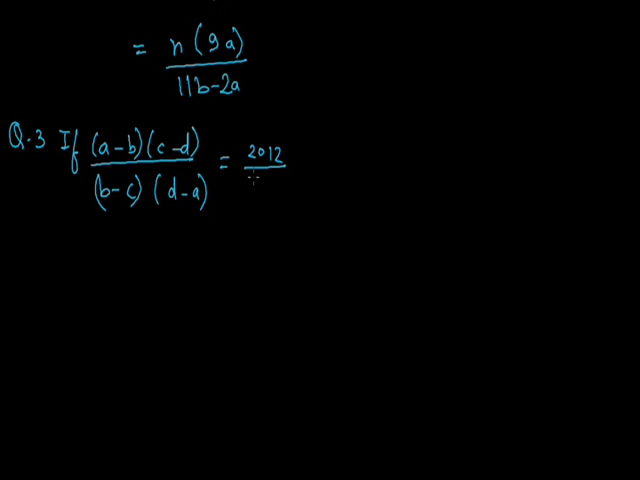 = n(9a)
11b-2a
Q.3 If (a-b)(c-d) = 2012
(b-c)(d-a)